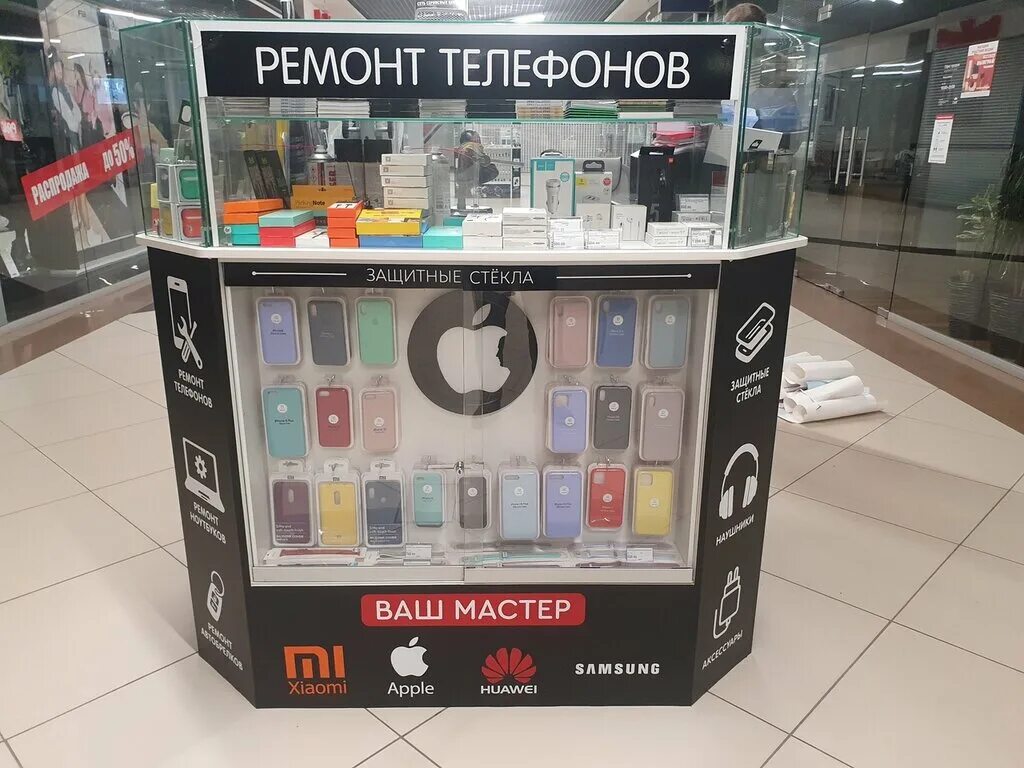 РЕМОНТ ТЕЛЕФОНОВ
РАСПРОДАЖА ДО 50%
ЗАЩИТНЫЕ СТЁКЛА
РЕМОНТ
ТЕЛЕФОНОВ
РЕМОНТ
НОУТБУКОВ
РЕМОНТ
АВТОБРЕЛКОВ
ЗАЩИТНЫЕ
СТЁКЛА
НАУШНИКИ
АКСЕССУАРЫ
ВАШ МАСТЕР
Xiaomi
Apple
HUAWEI
SAMSUNG